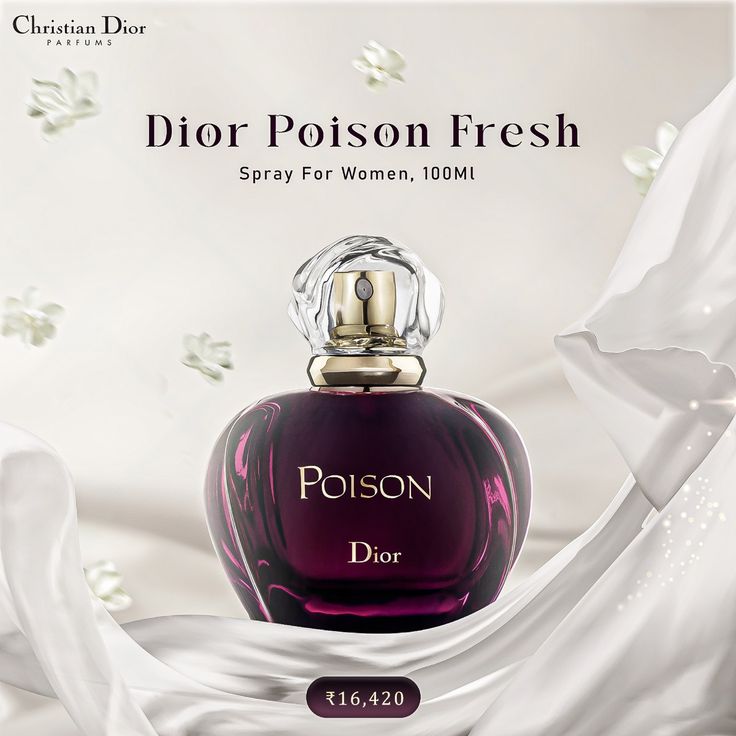 Christian Dior
PARFUMS
Dior Poison Fresh
Spray For Women, 100Ml
POISON
Dior
₹16,420